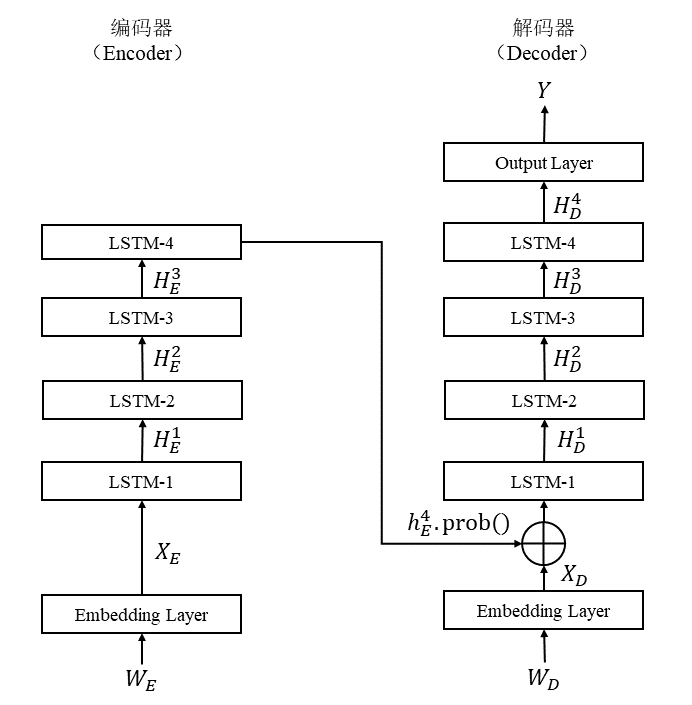 编码器
（Encoder）
LSTM-4
$H_E^3$
LSTM-3
$H_E^2$
LSTM-2
$H_E^1$
LSTM-1
$X_E$
Embedding Layer
$W_E$
解码器
（Decoder）
$Y$
Output Layer
$H_D^4$
LSTM-4
$H_D^3$
LSTM-3
$H_D^2$
LSTM-2
$H_D^1$
LSTM-1
$h_E^4$.prob()
$X_D$
Embedding Layer
$W_D$